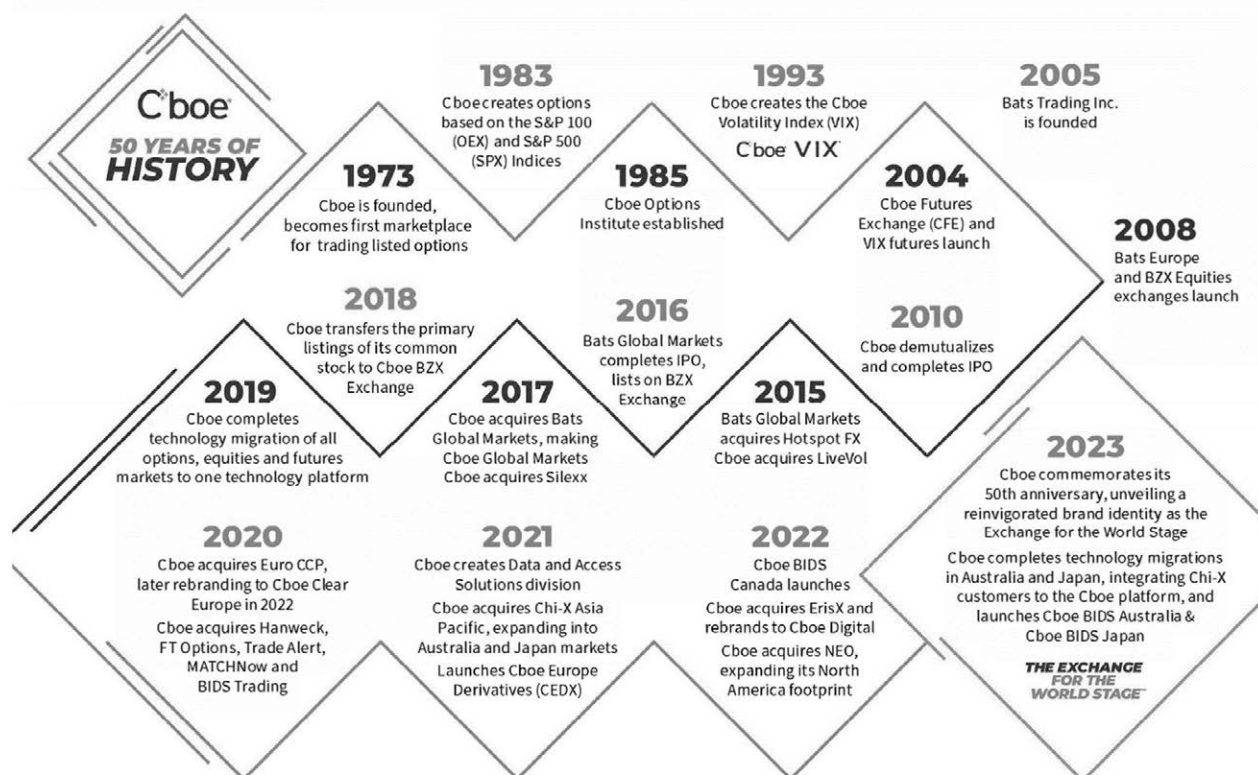 Cboe
50 YEARS OF
HISTORY
1973
Cboe is founded,
becomes first marketplace
for trading listed options
1983
Cboe creates options
based on the S&P 100
(OEX) and S&P 500
(SPX) Indices
1985
Cboe Options
Institute established
1993
Cboe creates the Cboe
Volatility Index (VIX)
Cboe VIX
2004
Cboe Futures
Exchange (CFE) and
VIX futures launch
2005
Bats Trading Inc.
is founded
2008
Bats Europe
and BZX Equities
exchanges launch
2010
Cboe demutualizes
and completes IPO
2015
Bats Global Markets
acquires Hotspot FX
Cboe acquires LiveVol
2016
Bats Global Markets
completes IPO,
lists on BZX
Exchange
2017
Cboe acquires Bats
Global Markets, making
Cboe Global Markets
Cboe acquires Silexx
2018
Cboe transfers the primary
listings of its common
stock to Cboe BZX
Exchange
2019
Cboe completes
technology migration of all
options, equities and futures
markets to one technology platform
2020
Cboe acquires Euro CCP,
later rebranding to Cboe Clear
Europe in 2022
Cboe acquires Hanweck,
FT Options, Trade Alert,
MATCHNow and
BIDS Trading
2021
Cboe creates Data and Access
Solutions division
Cboe acquires Chi-X Asia
Pacific, expanding into
Australia and Japan markets
Launches Cboe Europe
Derivatives (CEDX)
2022
Cboe BIDS
Canada launches
Cboe acquires ErisX and
rebrands to Cboe Digital
Cboe acquires NEO,
expanding its North
America footprint
2023
Cboe commemorates its
50th anniversary, unveiling a
reinvigorated brand identity as the
Exchange for the World Stage
Cboe completes technology migrations
in Australia and Japan, integrating Chi-X
customers to the Cboe platform, and
launches Cboe BIDS Australia &
Cboe BIDS Japan
THE EXCHANGE
FOR THE
WORLD STAGE